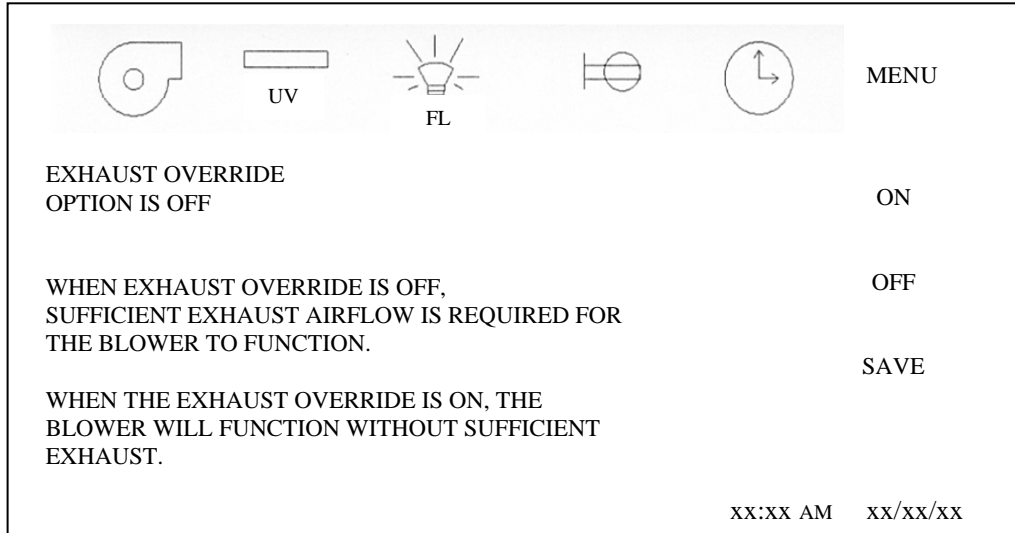 UV
FL
MENU
EXHAUST OVERRIDE
OPTION IS OFF
ON
WHEN EXHAUST OVERRIDE IS OFF,
SUFFICIENT EXHAUST AIRFLOW IS REQUIRED FOR
THE BLOWER TO FUNCTION.
OFF
SAVE
WHEN THE EXHAUST OVERRIDE IS ON, THE
BLOWER WILL FUNCTION WITHOUT SUFFICIENT
EXHAUST.
xx:xx AM xx/xx/xx